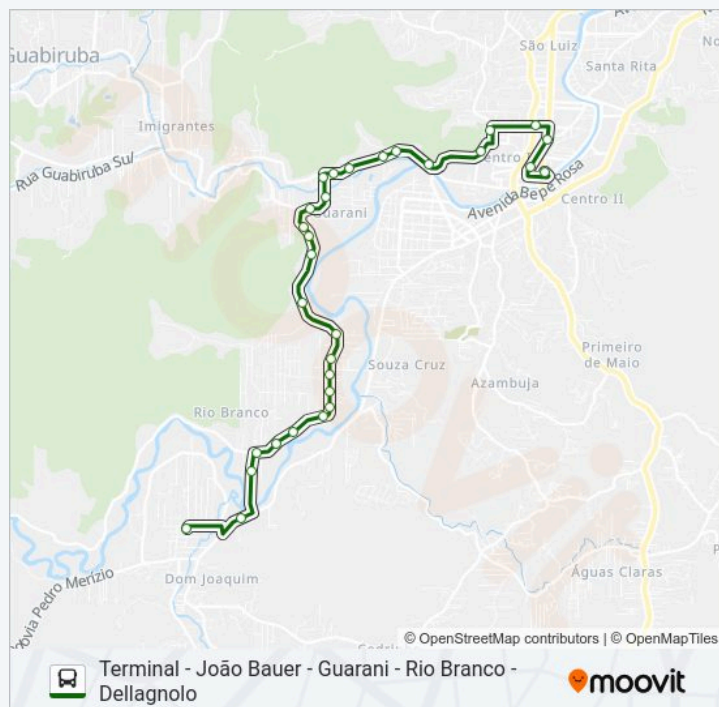 Guabiruba
São Luiz
Santa Rita
Imigrantes
Rua Guabiruba Sul
Centro
Avenida Bepe Rosa
Centro II
Guarani
Primeiro
de Maio
Souza Cruz
Azambuja
Rio Branco
Merízio
Pedro
Dom Joaquim
Águas Claras
© OpenStreetMap contributors | © OpenMapTiles
Terminal - João Bauer - Guarani - Rio Branco -
Dellagnolo
moovit